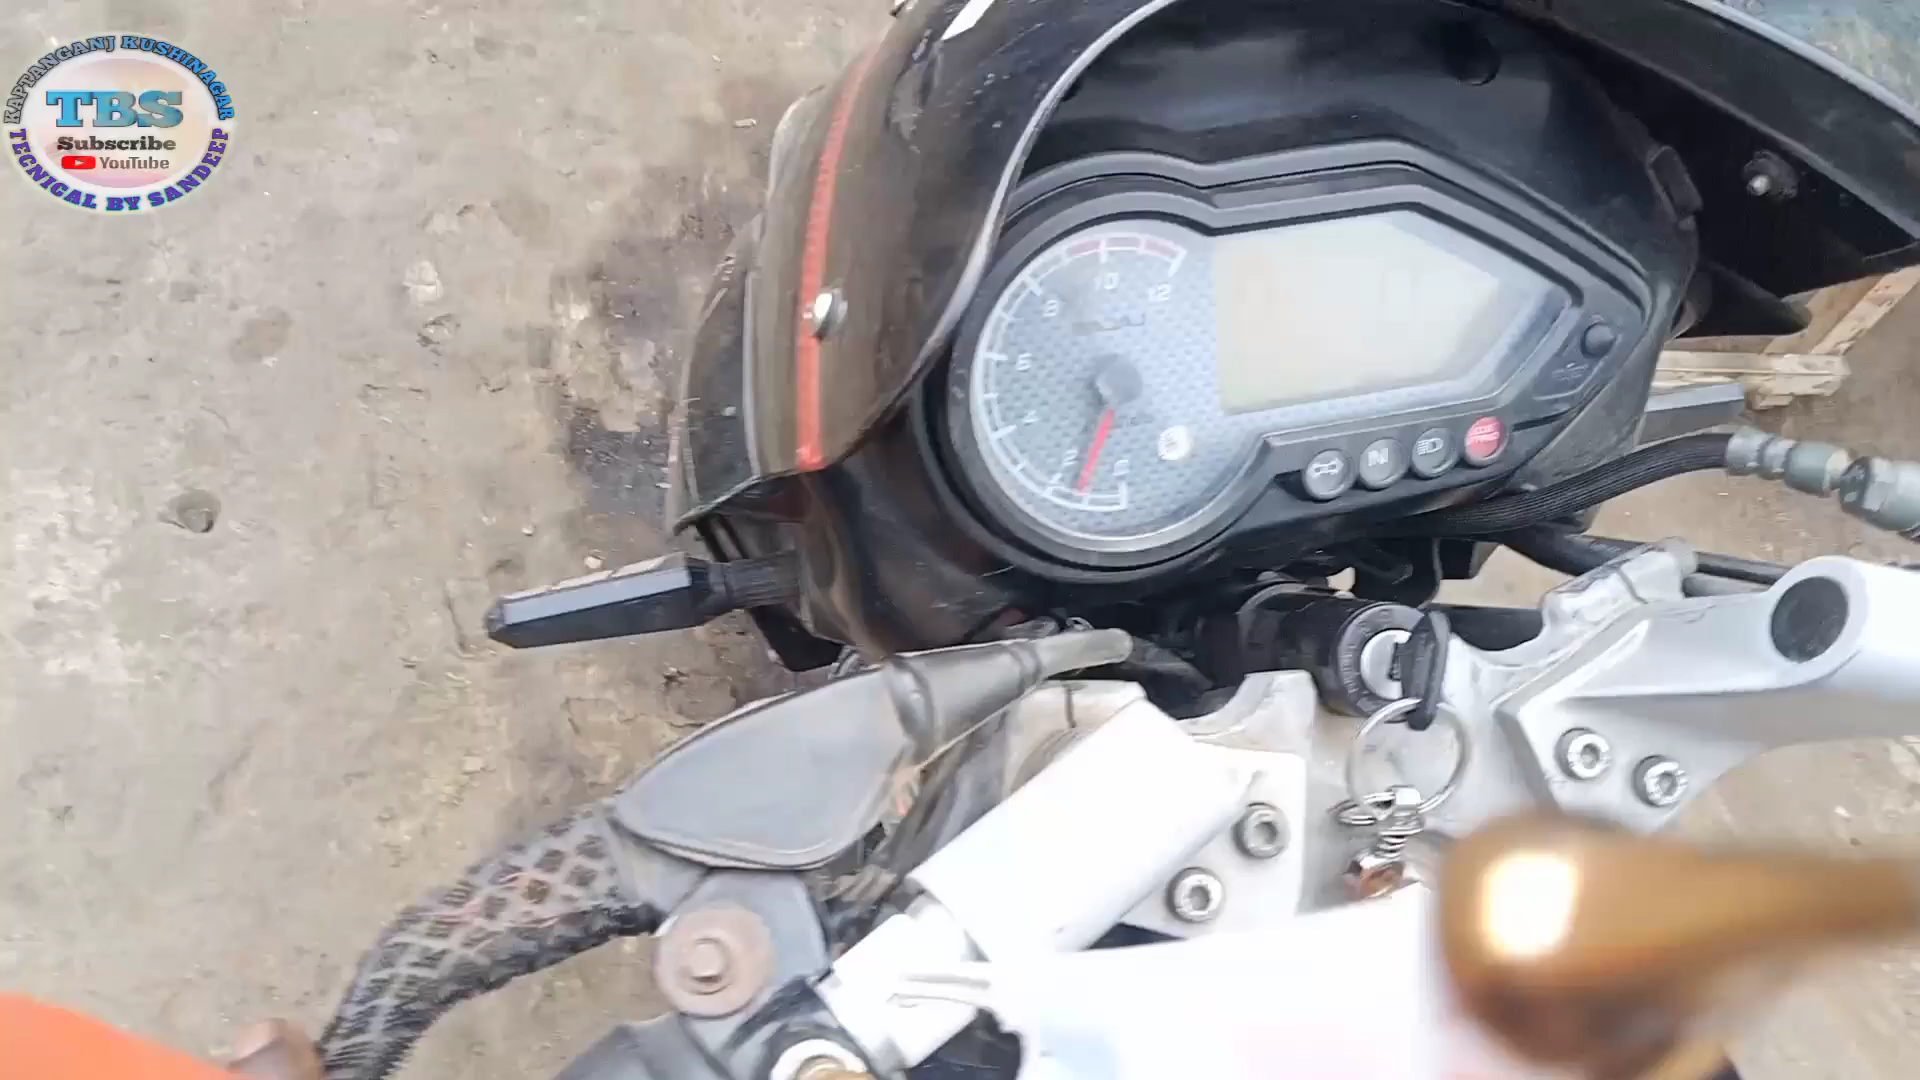 KAPTANGANJ KUSHINAGAR
TBS
Subscribe
YouTube
TECNICAL BY SANDEEP
12
10
8
6
4
2
0
N